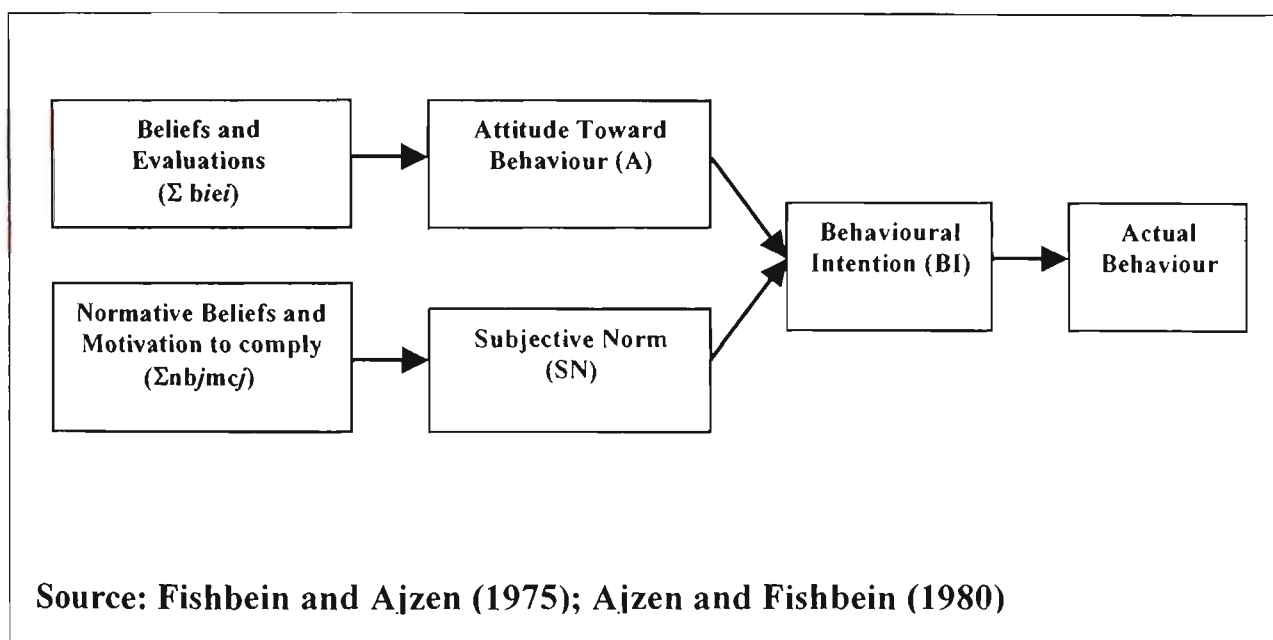 Beliefs and
Evaluations
(Σ biei)
Attitude Toward
Behaviour (A)
Normative Beliefs and
Motivation to comply
(Σnbjmcj)
Subjective Norm
(SN)
Behavioural
Intention (BI)
Actual
Behaviour
Source: Fishbein and Ajzen (1975); Ajzen and Fishbein (1980)